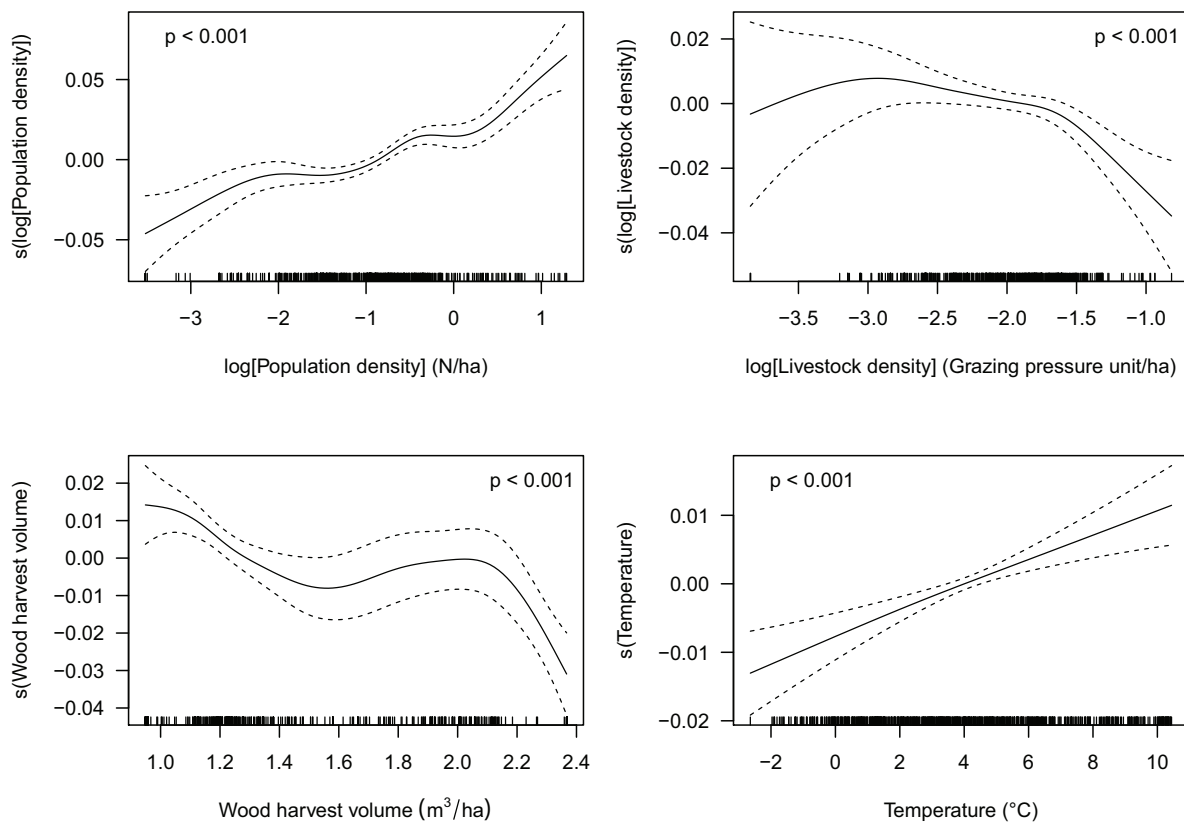 p < 0.001
s(log[Population density])
0.05
0.00
−0.05
−3 −2 −1 0 1
log[Population density] (N/ha)
p < 0.001
s(log[Livestock density])
0.02
0.00
−0.02
−0.04
−3.5 −3.0 −2.5 −2.0 −1.5 −1.0
log[Livestock density] (Grazing pressure unit/ha)
p < 0.001
s(Wood harvest volume)
0.02
0.01
0.00
−0.01
−0.02
−0.03
−0.04
1.0 1.2 1.4 1.6 1.8 2.0 2.2 2.4
Wood harvest volume (m³/ha)
p < 0.001
s(Temperature)
0.01
0.00
−0.01
−0.02
−2 0 2 4 6 8 10
Temperature (°C)